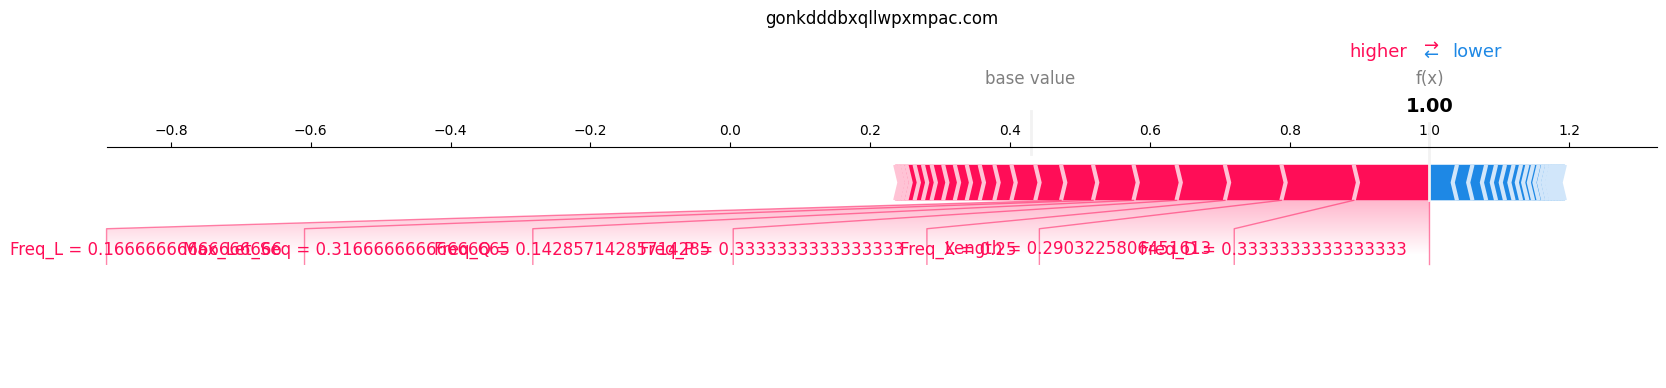 gonkdddbxqllwpxmpac.com
higher ⇄ lower
base value f(x)
1.00
−0.8 −0.6 −0.4 −0.2 0.0 0.2 0.4 0.6 0.8 1.0 1.2
Freq_L = 0.16666666666666666 = 0.31666666666666665 = 0.14285714285714285 Freq_P = 0.3333333333333333 Freq_X = 0.25 Length = 0.2903225806451613 Freq_D = 0.3333333333333333